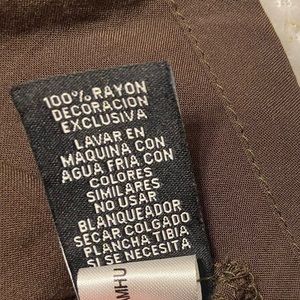 100% RAYON
DECORACION
EXCLUSIVA
LAVAR EN
MAQUINA CON
AGUA FRIA CON
COLORES
SIMILARES
NO USAR
BLANQUEADOR
SECAR COLGADO
PLANCHA TIBIA
SI SE NECESITA